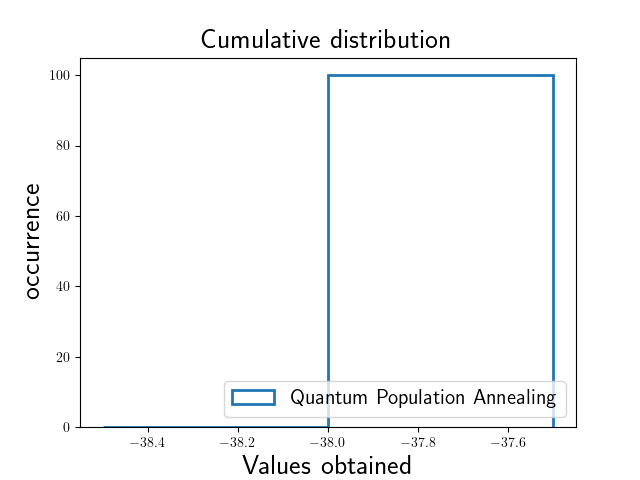 Cumulative distribution
100
80
60
40
20
0
occurrence
−38.4
−38.2
−38.0
−37.8
−37.6
Values obtained
Quantum Population Annealing